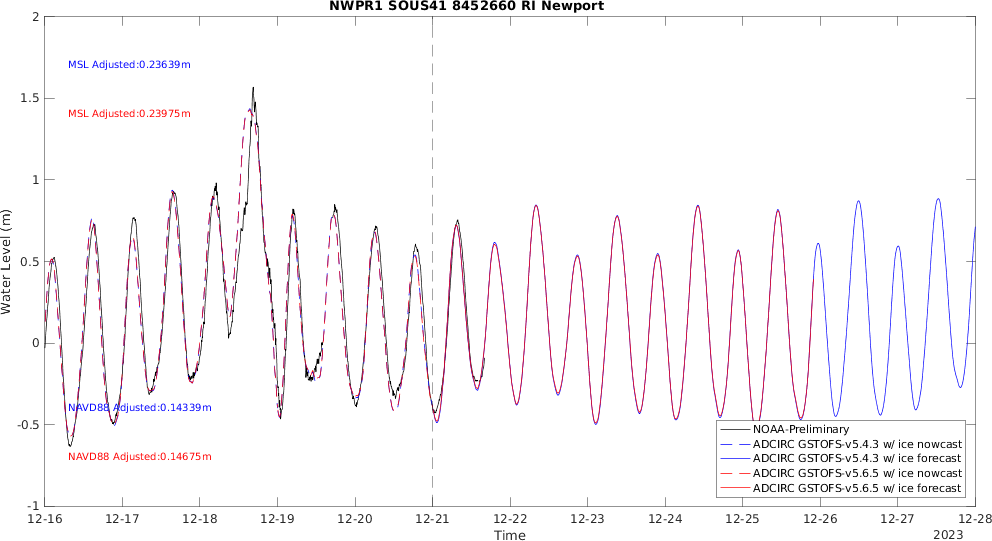 NWPR1 SOUS41 8452660 RI Newport
2
1.5
1
0.5
0
-0.5
-1
Water Level (m)
MSL Adjusted:0.23639m
MSL Adjusted:0.23975m
NAVD88 Adjusted:0.14339m
NAVD88 Adjusted:0.14675m
NOAA-Preliminary
ADCIRC GSTOFS-v5.4.3 w/ ice nowcast
ADCIRC GSTOFS-v5.4.3 w/ ice forecast
ADCIRC GSTOFS-v5.6.5 w/ ice nowcast
ADCIRC GSTOFS-v5.6.5 w/ ice forecast
12-16 12-17 12-18 12-19 12-20 12-21 12-22 12-23 12-24 12-25 12-26 12-27 12-28
Time
2023